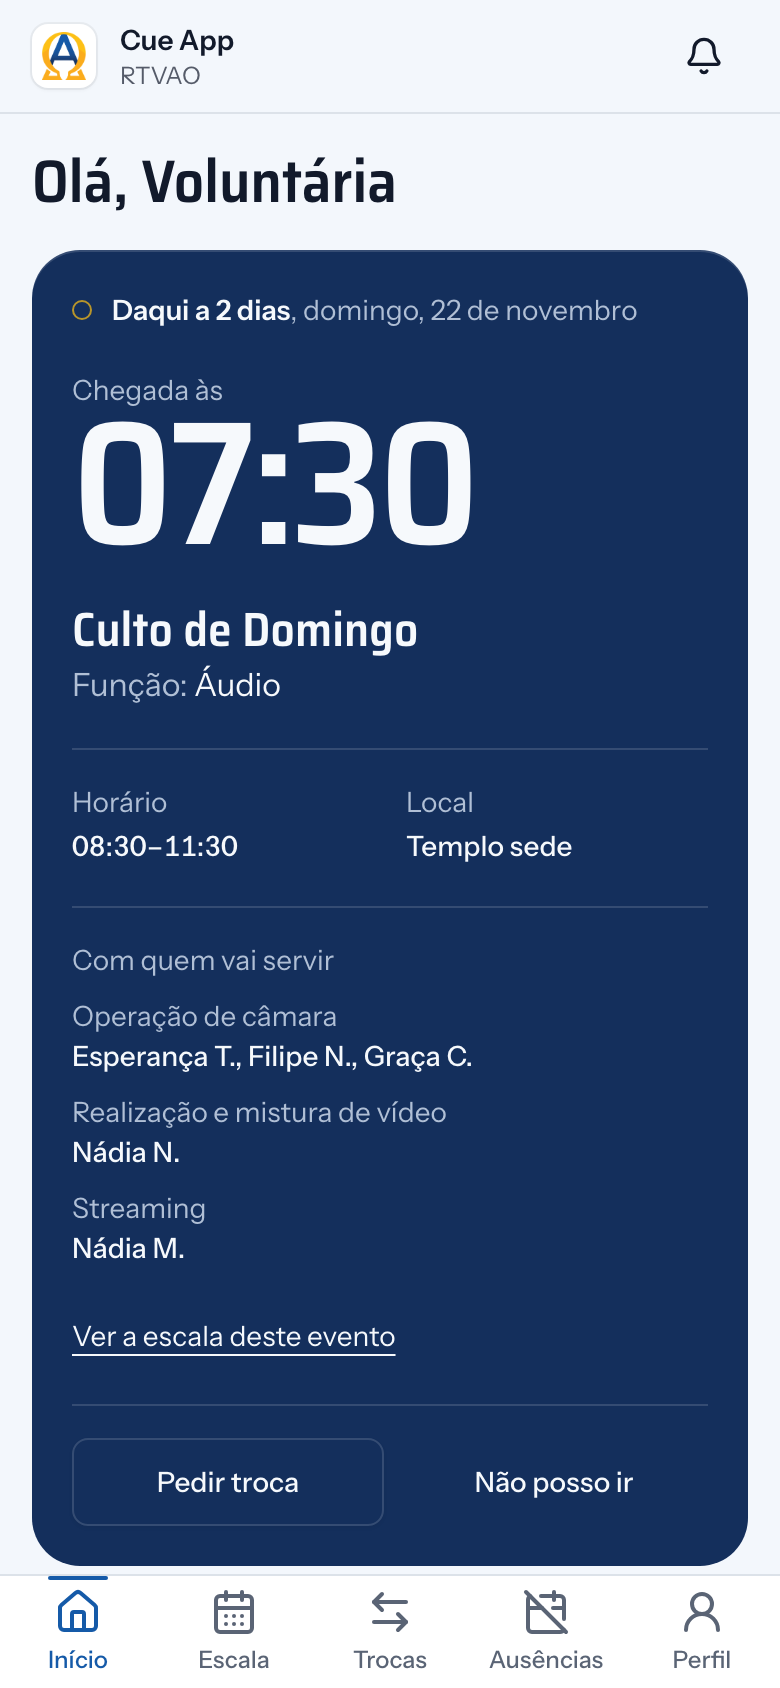 Cue App
RTVAO
Olá, Voluntária
Daqui a 2 dias, domingo, 22 de novembro
Chegada às
07:30
Culto de Domingo
Função: Áudio
Horário
08:30–11:30
Local
Templo sede
Com quem vai servir
Operação de câmara
Esperança T., Filipe N., Graça C.
Realização e mistura de vídeo
Nádia N.
Streaming
Nádia M.
Ver a escala deste evento
Pedir troca
Não posso ir
Início
Escala
Trocas
Ausências
Perfil